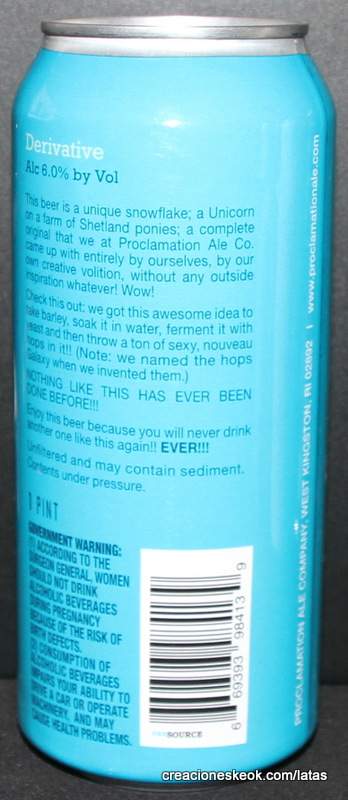 Derivative
Alc 6.0% by Vol
This beer is a unique snowflake; a Unicorn
on a farm of Shetland ponies; a complete
original that we at Proclamation Ale Co.
came up with entirely by ourselves, by our
own creative volition, without any outside
inspiration whatever! Wow!
Check this out: we got this awesome idea to
take barley, soak it in water, ferment it with
yeast and then throw a ton of sexy, nouveau
hops in it!! (Note: we named the hops
Galaxy when we invented them.)
NOTHING LIKE THIS HAS EVER BEEN
DONE BEFORE!!!
Enjoy this beer because you will never drink
another one like this again!! EVER!!!
Unfiltered and may contain sediment.
Contents under pressure.
1 PINT
GOVERNMENT WARNING:
(1) ACCORDING TO THE
SURGEON GENERAL, WOMEN
SHOULD NOT DRINK
ALCOHOLIC BEVERAGES
DURING PREGNANCY
BECAUSE OF THE RISK OF
BIRTH DEFECTS.
(2) CONSUMPTION OF
ALCOHOLIC BEVERAGES
IMPAIRS YOUR ABILITY TO
DRIVE A CAR OR OPERATE
MACHINERY, AND MAY
CAUSE HEALTH PROBLEMS.
6 69393 98413 9
SOURCE
PROCLAMATION ALE COMPANY, WEST KINGSTON, RI 02892 | www.proclamationale.com
creacioneskeok.com/latas